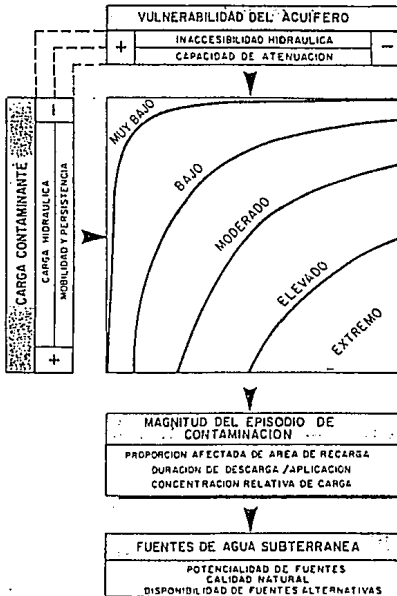 VULNERABILIDAD DEL ACUIFERO
+
INACCESIBILIDAD HIDRAULICA
CAPACIDAD DE ATENUACION
−
CARGA CONTAMINANTE
−
CARGA HIDRAULICA
MOBILIDAD Y PERSISTENCIA
+
MUY BAJO
BAJO
MODERADO
ELEVADO
EXTREMO
MAGNITUD DEL EPISODIO DE
CONTAMINACION
PROPORCION AFECTADA DE AREA DE RECARGA
DURACION DE DESCARGA / APLICACION
CONCENTRACION RELATIVA DE CARGA
FUENTES DE AGUA SUBTERRANEA
POTENCIALIDAD DE FUENTES
CALIDAD NATURAL
DISPONIBILIDAD DE FUENTES ALTERNATIVAS